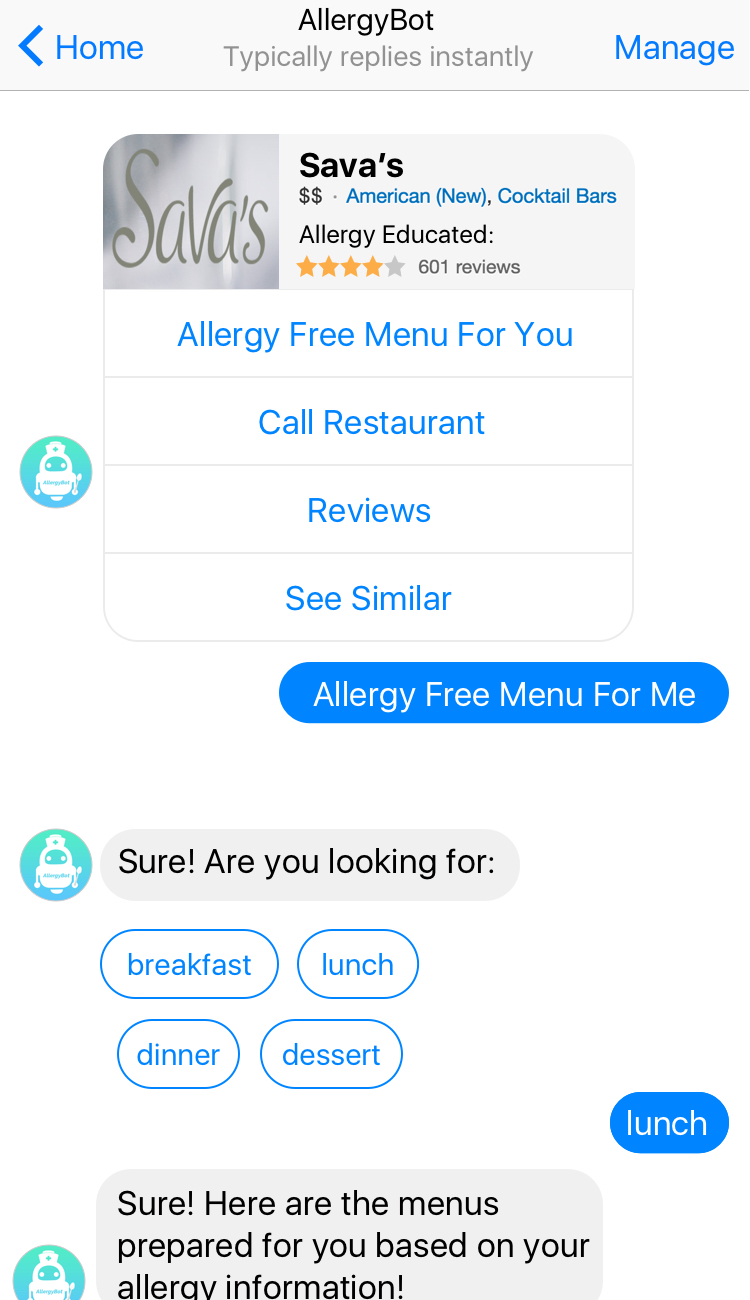 AllergyBot
Home
Typically replies instantly
Manage
Sava's
Sava's
$$ · American (New), Cocktail Bars
Allergy Educated:
601 reviews
Allergy Free Menu For You
Call Restaurant
AllergyBot
Reviews
See Similar
Allergy Free Menu For Me
Sure! Are you looking for:
AllergyBot
breakfast lunch
dinner dessert
lunch
Sure! Here are the menus
prepared for you based on your
allergy information!
AllergyBot